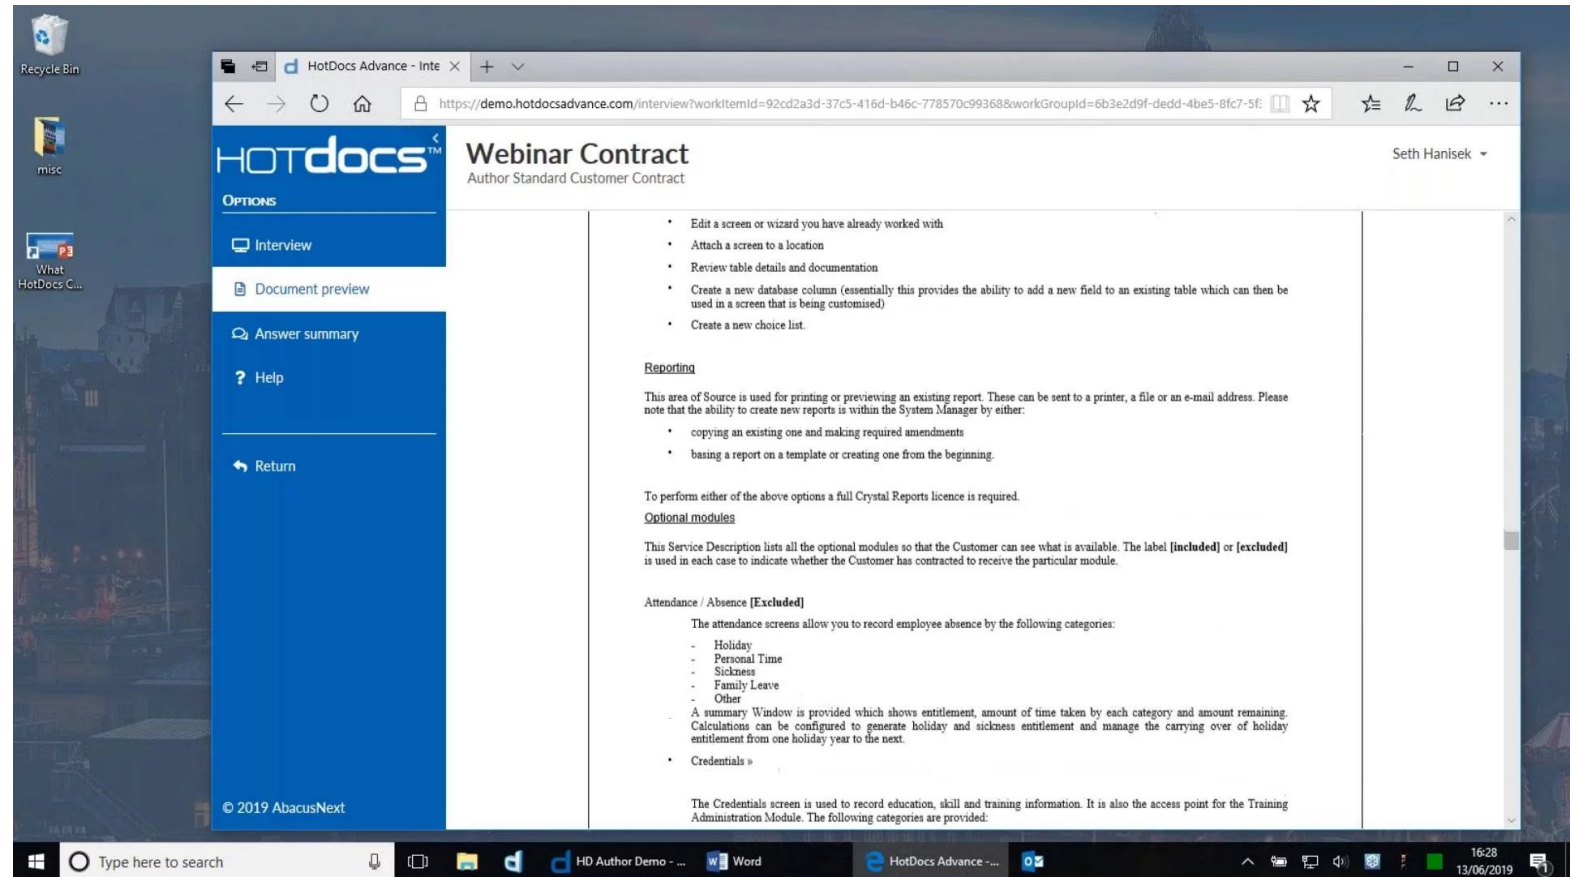 Recycle Bin
misc
What
HotDocs C...
HotDocs Advance - Inte
https://demo.hotdocsadvance.com/interview?workItemId=92cd2a3d-37c5-416d-b46c-778570c99368&workGroupId=6b3e2d9f-dedd-4be5-8fc7-5f:
HOTdocs™
OPTIONS
Interview
Document preview
Answer summary
? Help
Return
© 2019 AbacusNext
Webinar Contract
Author Standard Customer Contract
Seth Hanisek
• Edit a screen or wizard you have already worked with
• Attach a screen to a location
• Review table details and documentation
• Create a new database column (essentially this provides the ability to add a new field to an existing table which can then be
used in a screen that is being customised)
• Create a new choice list.
Reporting
This area of Source is used for printing or previewing an existing report. These can be sent to a printer, a file or an e-mail address. Please
note that the ability to create new reports is within the System Manager by either:
• copying an existing one and making required amendments
• basing a report on a template or creating one from the beginning.
To perform either of the above options a full Crystal Reports licence is required.
Optional modules
This Service Description lists all the optional modules so that the Customer can see what is available. The label [included] or [excluded]
is used in each case to indicate whether the Customer has contracted to receive the particular module.
Attendance / Absence [Excluded]
The attendance screens allow you to record employee absence by the following categories:
- Holiday
- Personal Time
- Sickness
- Family Leave
- Other
A summary Window is provided which shows entitlement, amount of time taken by each category and amount remaining.
Calculations can be configured to generate holiday and sickness entitlement and manage the carrying over of holiday
entitlement from one holiday year to the next.
• Credentials »
The Credentials screen is used to record education, skill and training information. It is also the access point for the Training
Administration Module. The following categories are provided:
Type here to search
HD Author Demo - ...
Word
HotDocs Advance -...
16:28
13/06/2019